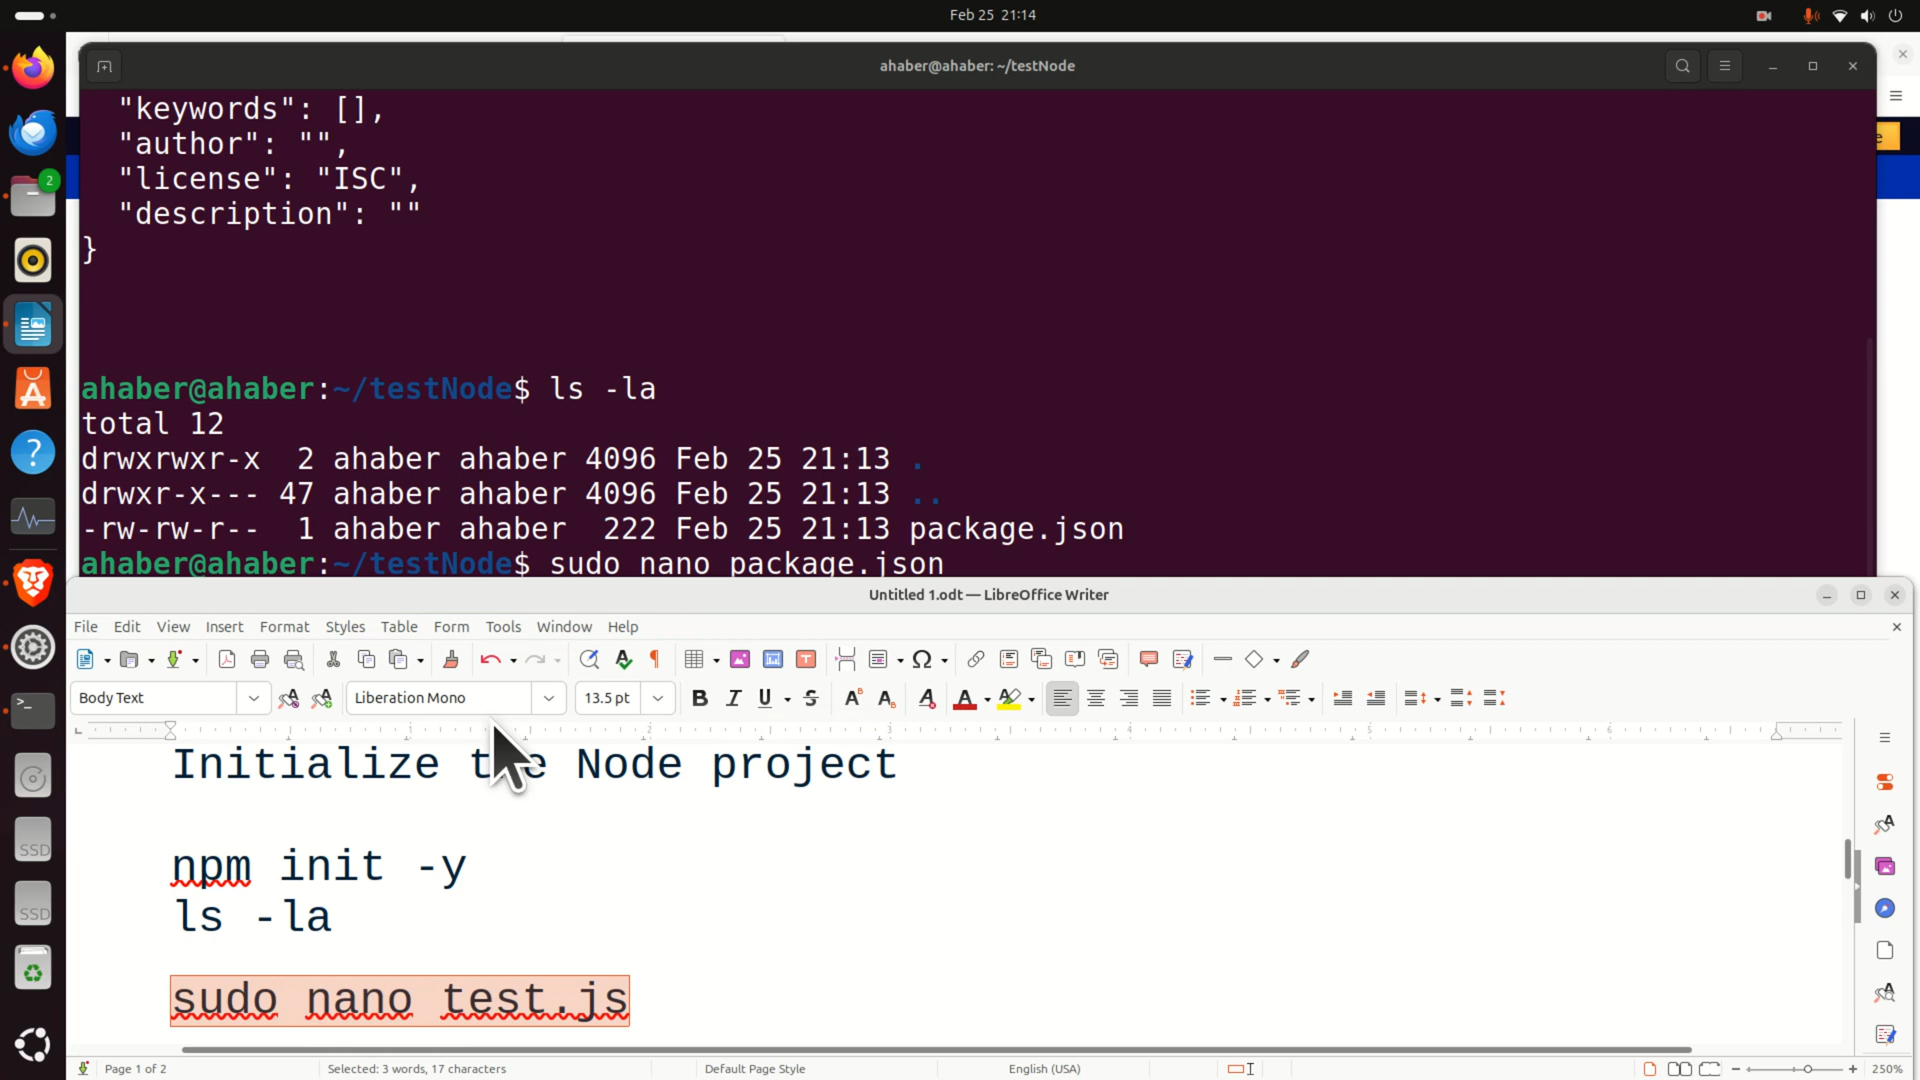 Feb 25 21:14
ahaber@ahaber: ~/testNode
"keywords": [],
"author": "",
"license": "ISC",
"description": ""
}
ahaber@ahaber:~/testNode$ ls -la
total 12
drwxrwxr-x 2 ahaber ahaber 4096 Feb 25 21:13 .
drwxr-x--- 47 ahaber ahaber 4096 Feb 25 21:13 ..
-rw-rw-r-- 1 ahaber ahaber 222 Feb 25 21:13 package.json
ahaber@ahaber:~/testNode$ sudo nano package.json
Untitled 1.odt — LibreOffice Writer
File Edit View Insert Format Styles Table Form Tools Window Help
Body Text Liberation Mono 13.5 pt
Initialize the Node project
npm init -y
ls -la
sudo nano test.js
Page 1 of 2 Selected: 3 words, 17 characters Default Page Style English (USA) 250%
2
SSD
SSD